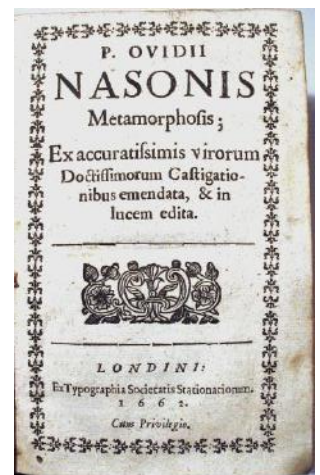 P. OVIDII
NASONIS
Metamorphoſis;
Ex accuratiſsimis virorum
Doctiſſimorum Caſtigatio-
nibus emendata, & in
lucem edita.
LONDINI:
Ex Typographia Societatis Stationariorum.
1662.
Cum Privilegio.